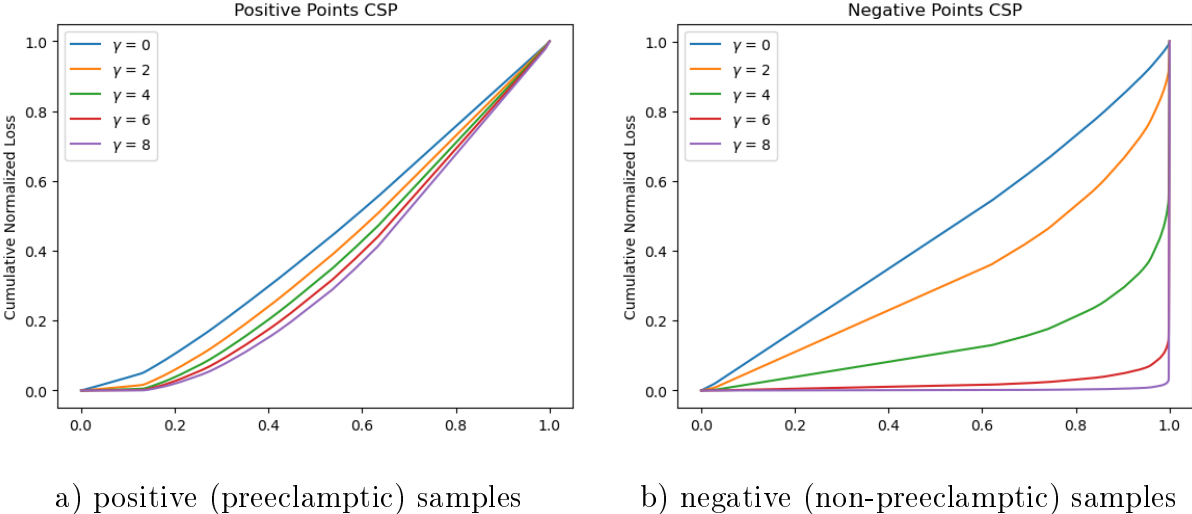 Positive Points CSP
Cumulative Normalized Loss
1.0
0.8
0.6
0.4
0.2
0.0
γ = 0
γ = 2
γ = 4
γ = 6
γ = 8
0.0 0.2 0.4 0.6 0.8 1.0
a) positive (preeclamptic) samples
Negative Points CSP
Cumulative Normalized Loss
1.0
0.8
0.6
0.4
0.2
0.0
γ = 0
γ = 2
γ = 4
γ = 6
γ = 8
0.0 0.2 0.4 0.6 0.8 1.0
b) negative (non-preeclamptic) samples